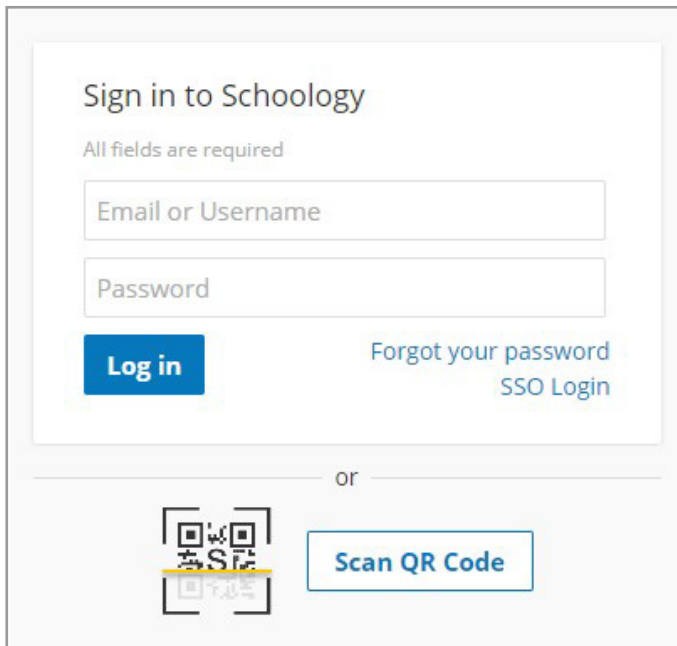 Sign in to Schoology
All fields are required
Email or Username
Password
Log in
Forgot your password
SSO Login
or
S
Scan QR Code